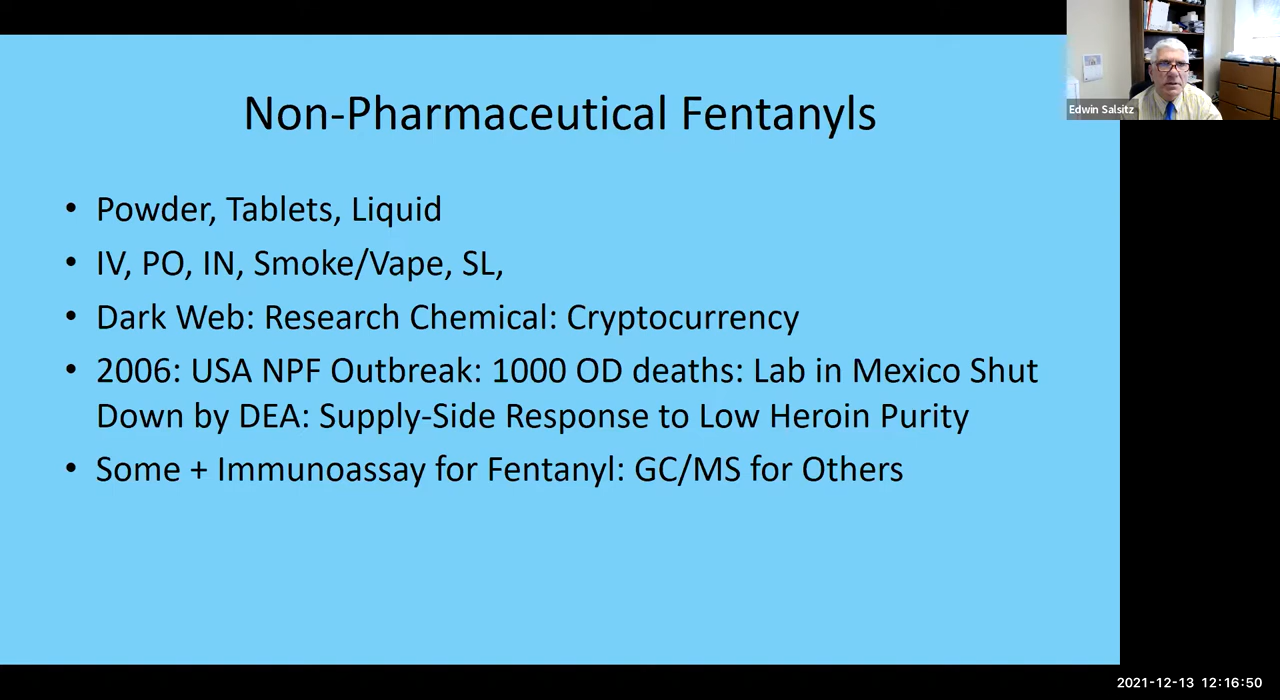 Non-Pharmaceutical Fentanyls
Edwin Salsitz
• Powder, Tablets, Liquid
• IV, PO, IN, Smoke/Vape, SL,
• Dark Web: Research Chemical: Cryptocurrency
• 2006: USA NPF Outbreak: 1000 OD deaths: Lab in Mexico Shut
Down by DEA: Supply-Side Response to Low Heroin Purity
• Some + Immunoassay for Fentanyl: GC/MS for Others
2021-12-13 12:16:50